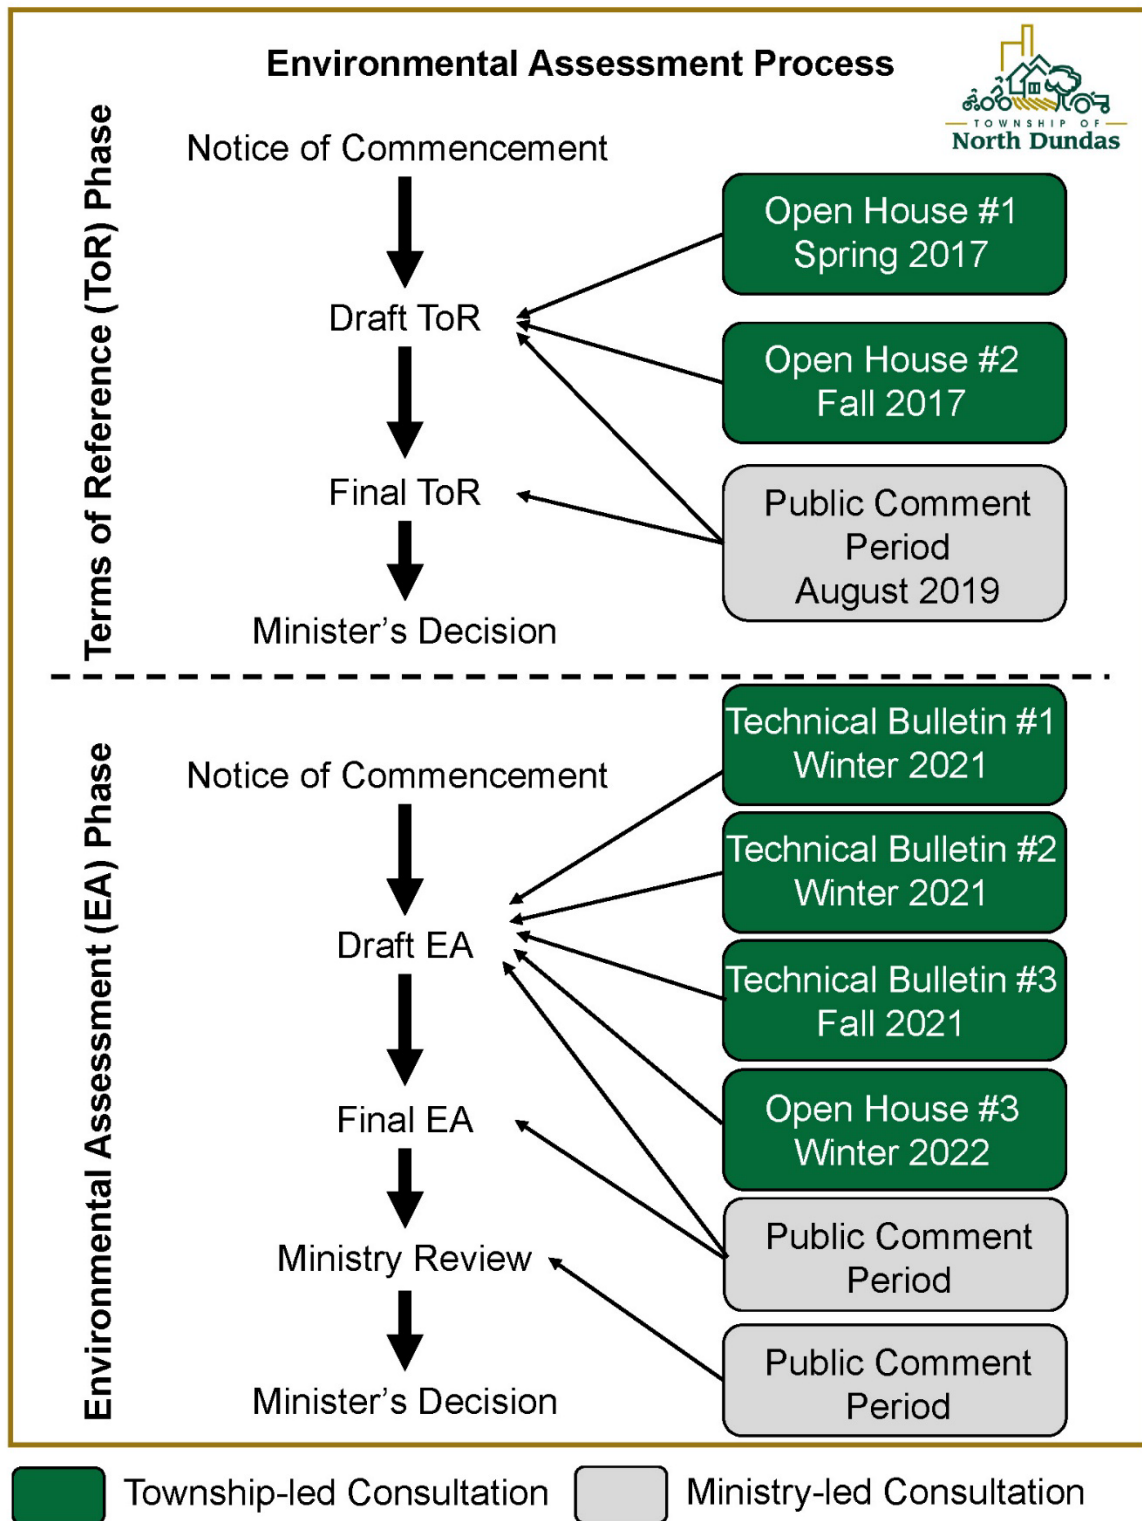 Environmental Assessment Process
TOWNSHIP OF
North Dundas
Terms of Reference (ToR) Phase
Notice of Commencement
Draft ToR
Final ToR
Minister's Decision
Open House #1
Spring 2017
Open House #2
Fall 2017
Public Comment
Period
August 2019
Environmental Assessment (EA) Phase
Notice of Commencement
Draft EA
Final EA
Ministry Review
Minister's Decision
Technical Bulletin #1
Winter 2021
Technical Bulletin #2
Winter 2021
Technical Bulletin #3
Fall 2021
Open House #3
Winter 2022
Public Comment
Period
Public Comment
Period
Township-led Consultation
Ministry-led Consultation